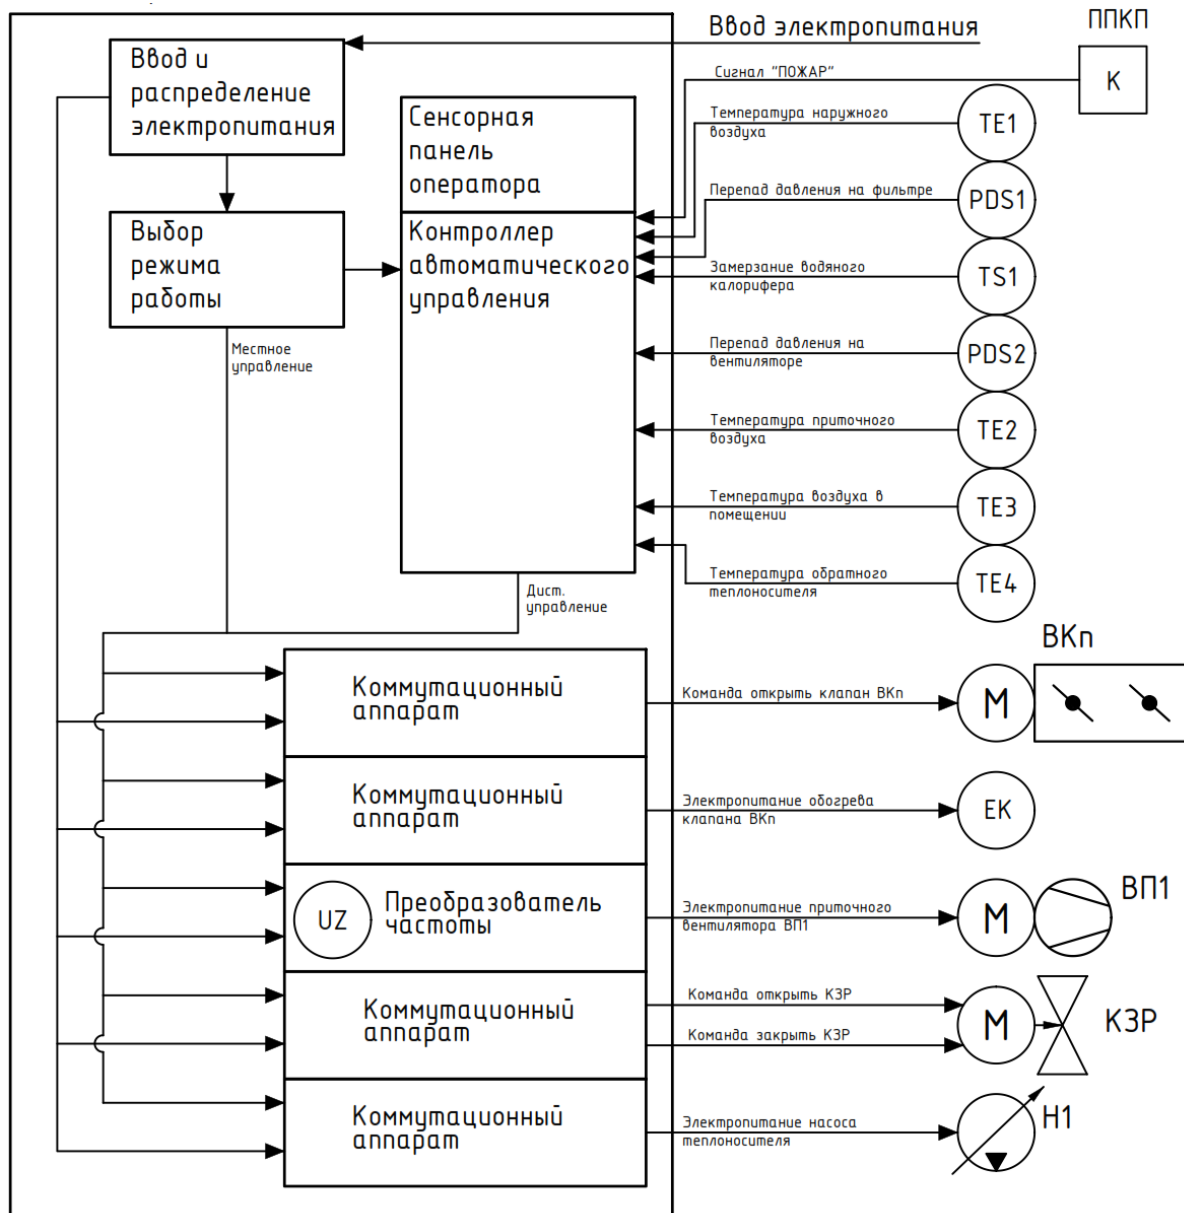 Ввод электропитания
ППКП
К
Ввод и
распределение
электропитания
Сенсорная
панель
оператора
Выбор
режима
работы
Контроллер
автоматического
управления
Сигнал "ПОЖАР"
Температура наружного
воздуха
TE1
Перепад давления на фильтре
PDS1
Замерзание водяного
калорифера
TS1
Перепад давления на
вентиляторе
PDS2
Температура приточного
воздуха
TE2
Температура воздуха в
помещении
TE3
Температура обратного
теплоносителя
TE4
Местное
управление
Дист.
управление
Коммутационный
аппарат
Команда открыть клапан ВКп
М
ВКп
Коммутационный
аппарат
Электропитание обогрева
клапана ВКп
EK
UZ
Преобразователь
частоты
Электропитание приточного
вентилятора ВП1
М
ВП1
Коммутационный
аппарат
Команда открыть КЗР
Команда закрыть КЗР
М
КЗР
Коммутационный
аппарат
Электропитание насоса
теплоносителя
Н1